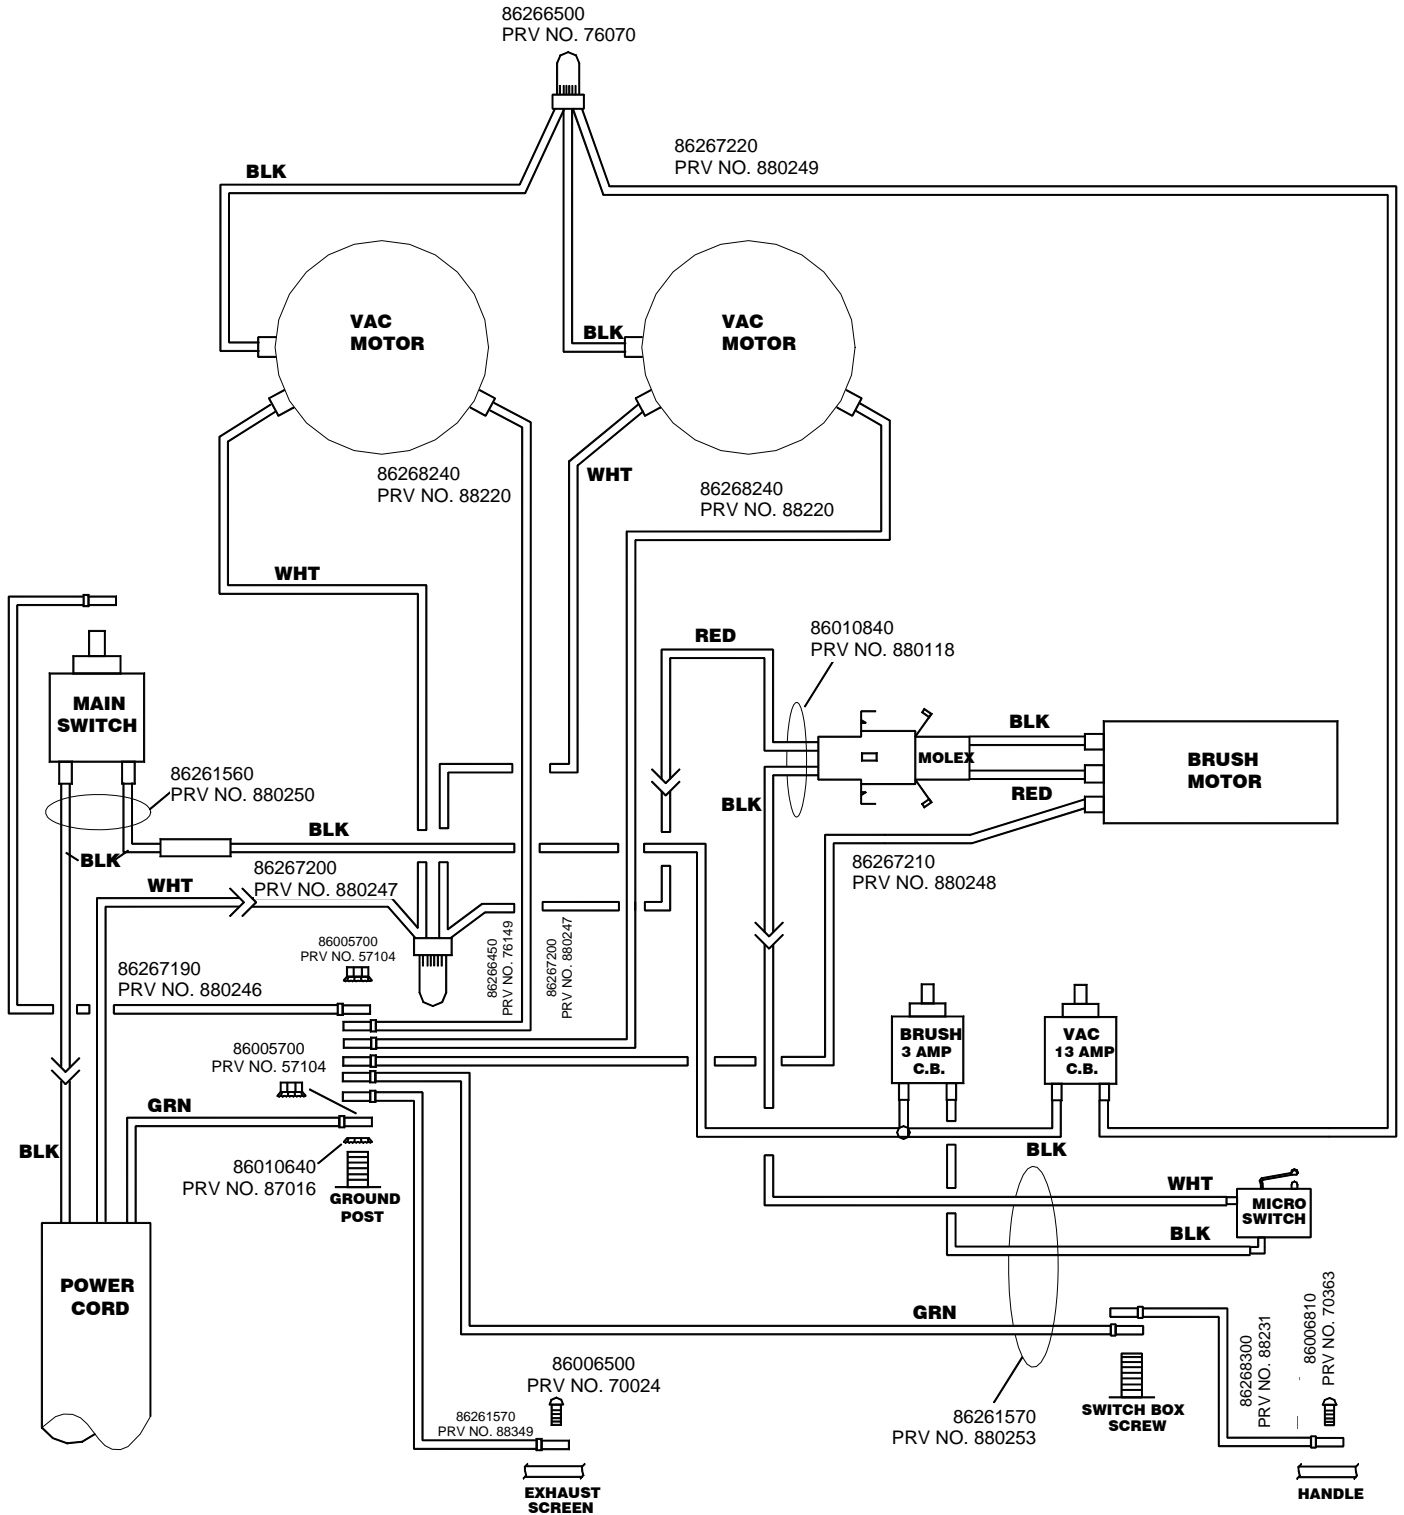 86266500
PRV NO. 76070
86267220
PRV NO. 880249
BLK
VAC
MOTOR
BLK
VAC
MOTOR
86268240
PRV NO. 88220
WHT
86268240
PRV NO. 88220
WHT
RED
86010840
PRV NO. 880118
MAIN
SWITCH
BLK
MOLEX
BRUSH
MOTOR
86261560
PRV NO. 880250
BLK
RED
BLK
BLK
86267200
PRV NO. 880247
WHT
86267210
PRV NO. 880248
86005700
PRV NO. 57104
86266450
PRV NO. 76149
86267200
PRV NO. 880247
86267190
PRV NO. 880246
86005700
PRV NO. 57104
BRUSH
3 AMP
C.B.
VAC
13 AMP
C.B.
GRN
BLK
BLK
86010640
PRV NO. 87016
GROUND
POST
WHT
MICRO
SWITCH
BLK
POWER
CORD
GRN
86268300
PRV NO. 88231
86006810
PRV NO. 70363
86006500
PRV NO. 70024
86261570
PRV NO. 88349
86261570
PRV NO. 880253
SWITCH BOX
SCREW
EXHAUST
SCREEN
HANDLE